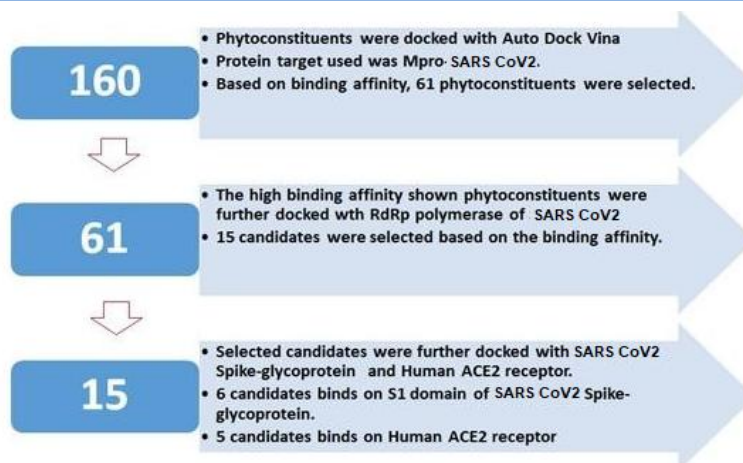 160
• Phytoconstituents were docked with Auto Dock Vina
• Protein target used was Mpro- SARS CoV2.
• Based on binding affinity, 61 phytoconstituents were selected.
61
• The high binding affinity shown phytoconstituents were
further docked wth RdRp polymerase of SARS CoV2
• 15 candidates were selected based on the binding affinity.
15
• Selected candidates were further docked with SARS CoV2
Spike-glycoprotein and Human ACE2 receptor.
• 6 candidates binds on S1 domain of SARS CoV2 Spike-
glycoprotein.
• 5 candidates binds on Human ACE2 receptor